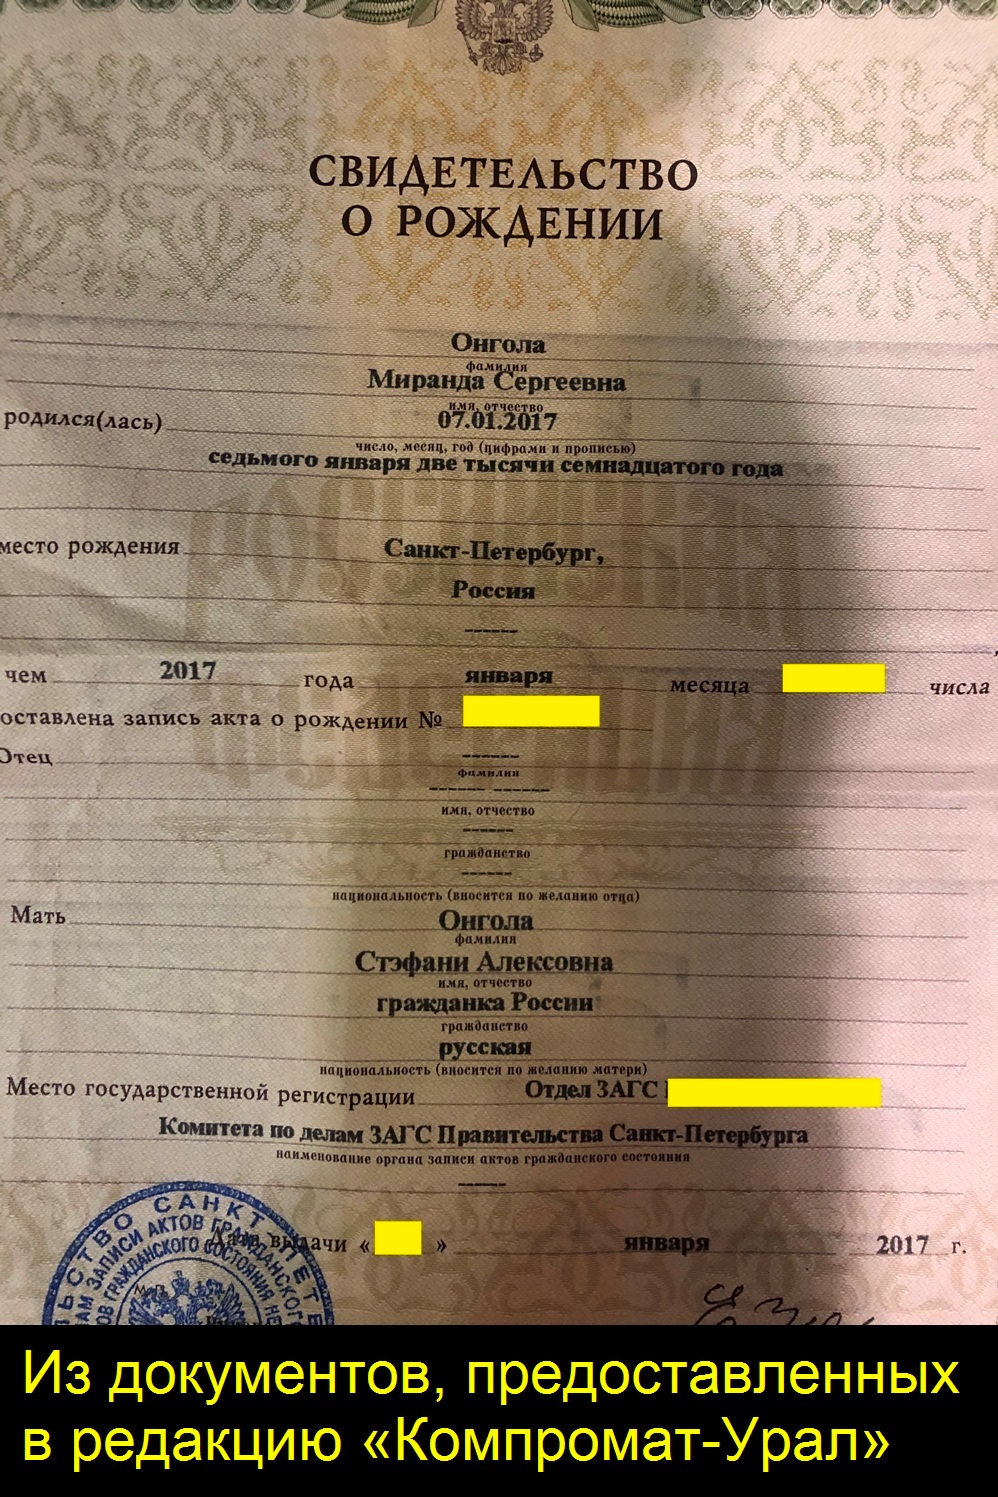 СВИДЕТЕЛЬСТВО
О РОЖДЕНИИ
Онгола
фамилия
Миранда Сергеевна
имя, отчество
родился(лась) 07.01.2017
число, месяц, год (цифрами и прописью)
седьмого января две тысячи семнадцатого года
место рождения Санкт-Петербург,
Россия
------
чем 2017 года января месяца числа
оставлена запись акта о рождении №
Отец ------
фамилия
------ ------
имя, отчество
------
гражданство
------
национальность (вносится по желанию отца)
Мать Онгола
фамилия
Стэфани Алексовна
имя, отчество
гражданка России
гражданство
русская
национальность (вносится по желанию матери)
Место государственной регистрации Отдел ЗАГС
Комитета по делам ЗАГС Правительства Санкт-Петербурга
наименование органа записи актов гражданского состояния
------
Дата выдачи « » января 2017 г.
М.П.
Из документов, предоставленных
в редакцию «Компромат-Урал»